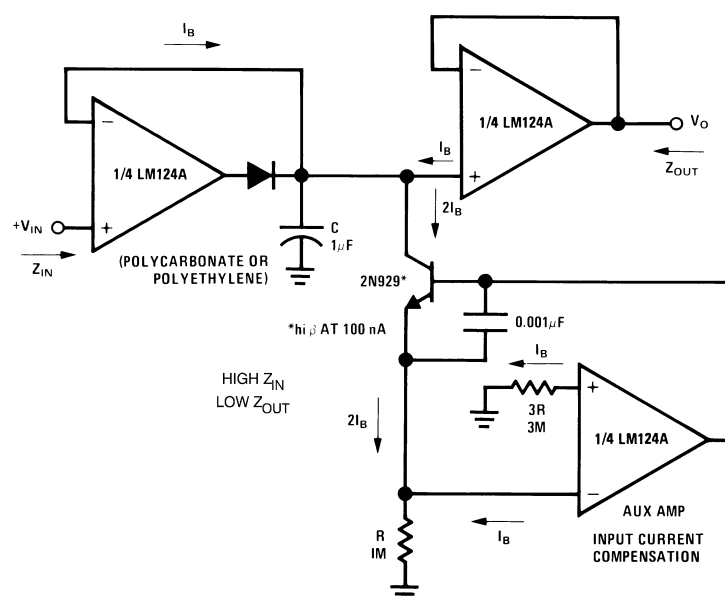 I_B
1/4 LM124A
−
+
+V_IN
Z_IN
C
1μF
(POLYCARBONATE OR
POLYETHYLENE)
1/4 LM124A
−
+
I_B
V_O
Z_OUT
2I_B
2N929*
*hi β AT 100 nA
0.001μF
HIGH Z_IN
LOW Z_OUT
I_B
3R
3M
1/4 LM124A
+
−
2I_B
AUX AMP
INPUT CURRENT
COMPENSATION
I_B
R
1M